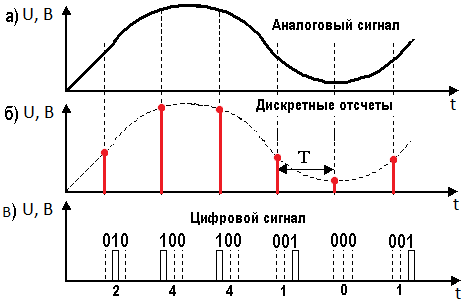 а) U, В
Аналоговый сигнал
t
б) U, В
Дискретные отсчеты
T
t
в) U, В
Цифровой сигнал
010 100 100 001 000 001
2 4 4 1 0 1
t